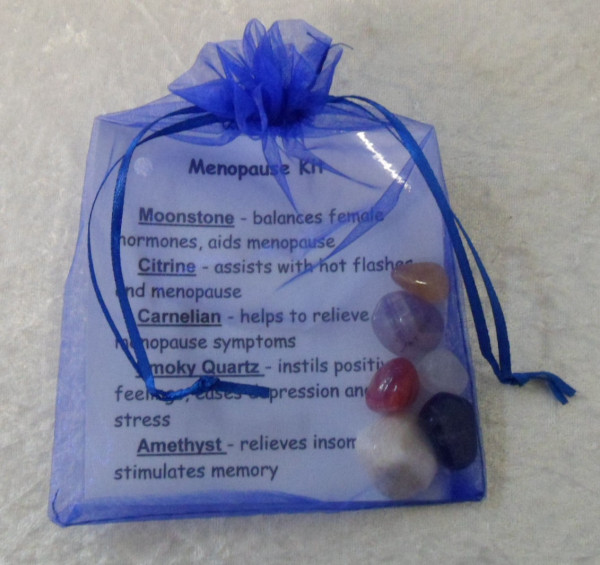 Menopause Kit
Moonstone - balances female
hormones, aids menopause
Citrine - assists with hot flashes
and menopause
Carnelian - helps to relieve
menopause symptoms
Smoky Quartz - instils positiv
feelings, eases depression and
stress
Amethyst - relieves insom
stimulates memory